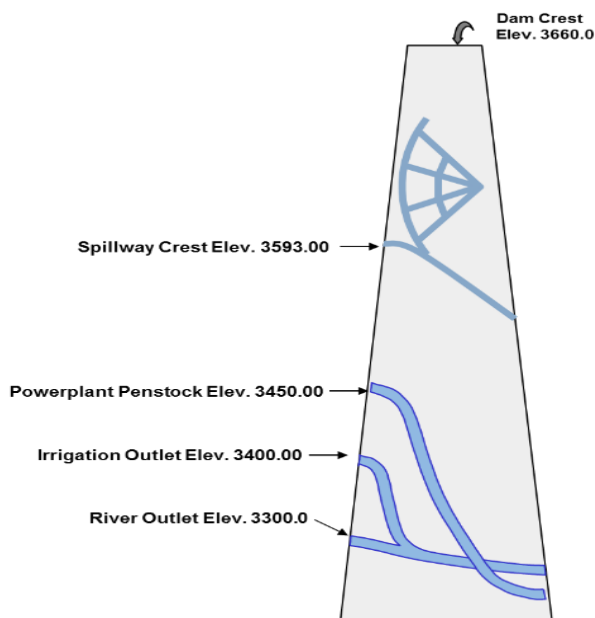 Dam Crest
Elev. 3660.0
Spillway Crest Elev. 3593.00
Powerplant Penstock Elev. 3450.00
Irrigation Outlet Elev. 3400.00
River Outlet Elev. 3300.0